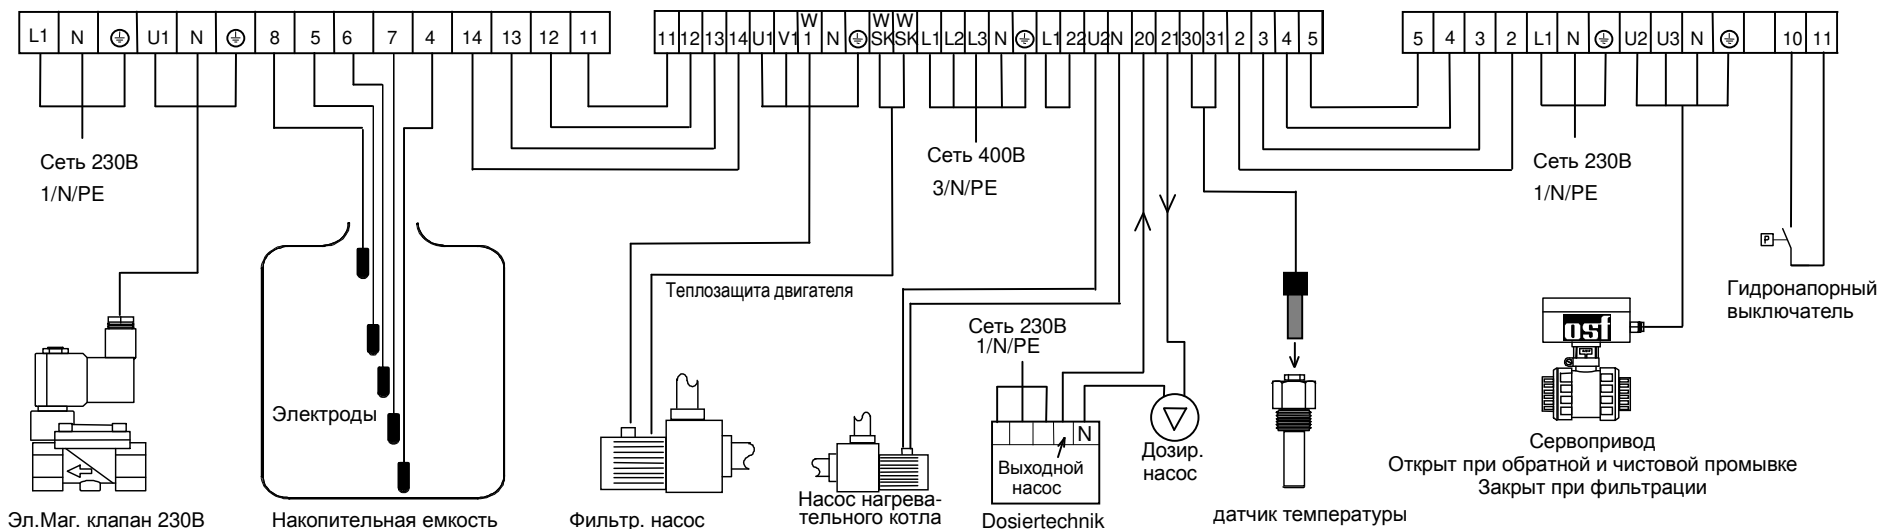 L1 N U1 N 8 5 6 7 4 14 13 12 11
11 12 13 14 U1 V1 W1 N WSK WSK L1 L2 L3 N L1 22 U2 N 20 21 30 31 2 3 4 5
5 4 3 2 L1 N U2 U3 N 10 11
Сеть 230В
1/N/PE
Сеть 400В
3/N/PE
Сеть 230В
1/N/PE
P
Теплозащита двигателя
Гидронапорный
выключатель
Сеть 230В
1/N/PE
osf
Электроды
N
Выходной
насос
Дозир.
насос
Сервопривод
Открыт при обратной и чистовой промывке
Закрыт при фильтрации
Эл.Маг. клапан 230В
Накопительная емкость
Фильтр. насос
Насос нагрева-
тельного котла
Dosiertechnik
датчик температуры